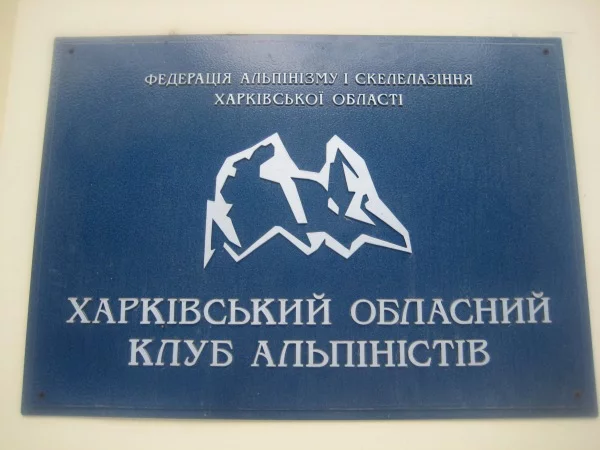 ФЕДЕРАЦІЯ АЛЬПІНІЗМУ І СКЕЛЕЛАЗІННЯ
ХАРКІВСЬКОЇ ОБЛАСТІ
ХАРКІВСЬКИЙ ОБЛАСНИЙ
КЛУБ АЛЬПІНІСТІВ